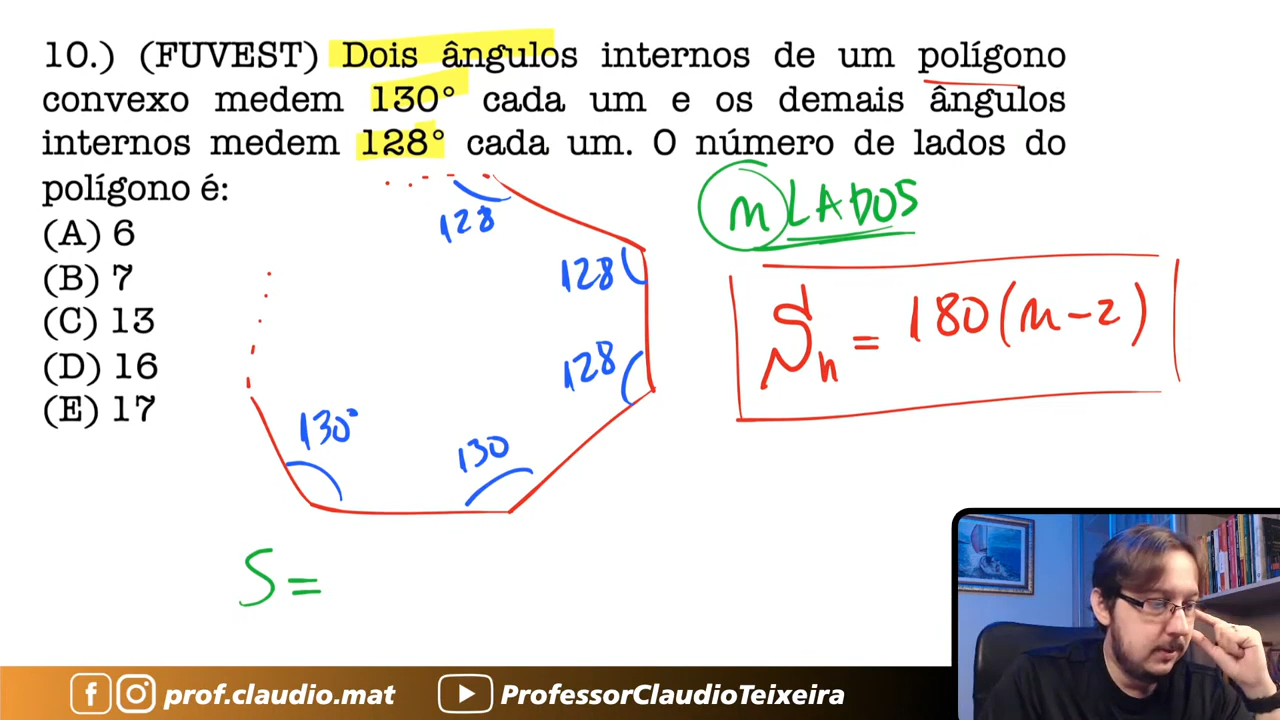 10.) (FUVEST) Dois ângulos internos de um polígono
convexo medem 130° cada um e os demais ângulos
internos medem 128° cada um. O número de lados do
polígono é:
(A) 6
(B) 7
(C) 13
(D) 16
(E) 17
n LADOS
Sn = 180(n-2)
128
128
128
130°
130
S =
prof.claudio.mat
ProfessorClaudioTeixeira